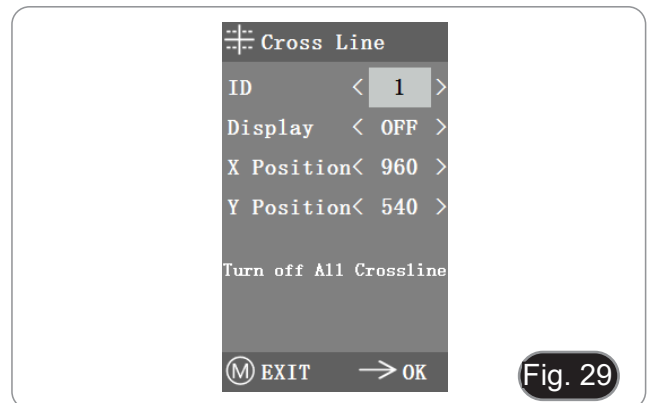 Cross Line
ID < 1 >
Display < OFF >
X Position< 960 >
Y Position< 540 >
Turn off All Crossline
M EXIT → OK
Fig. 29